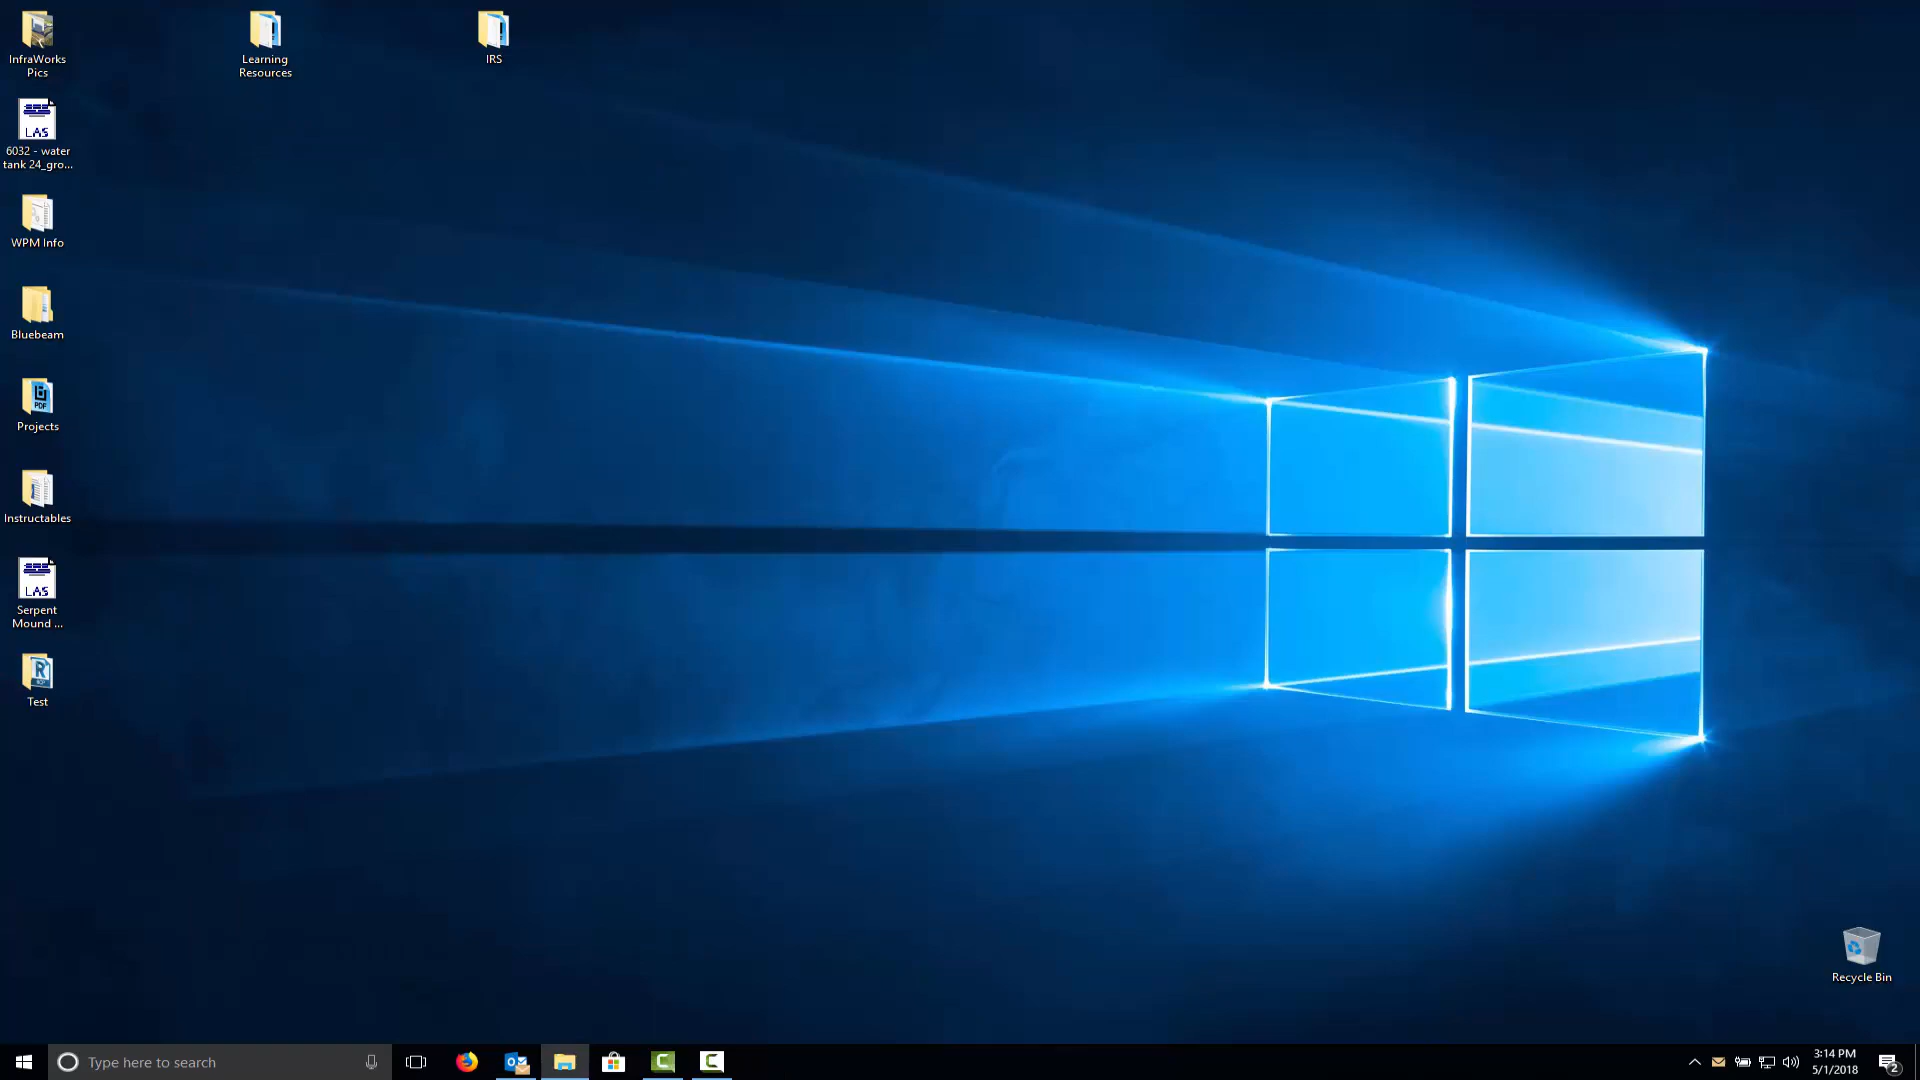 InfraWorks
Pics
Learning
Resources
IRS
LAS
6032 - water
tank 24_gro...
WPM Info
Bluebeam
PDF
Projects
Instructables
LAS
Serpent
Mound ...
R
Test
Recycle Bin
Type here to search
3:14 PM
5/1/2018
2